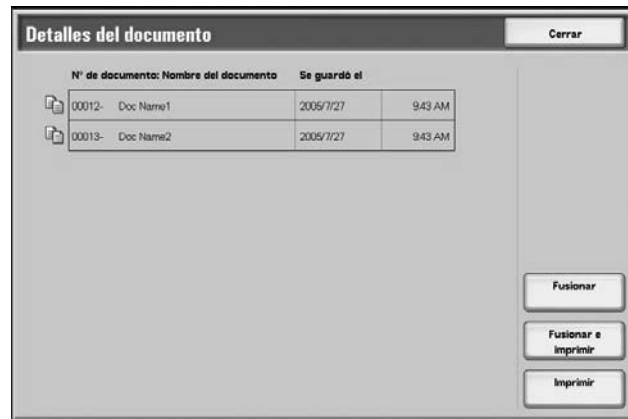 Detalles del documento
Cerrar
Nº de documento: Nombre del documento Se guardó el
00012- Doc Name1 2005/7/27 9:43 AM
00013- Doc Name2 2005/7/27 9:43 AM
Fusionar
Fusionar e
imprimir
Imprimir